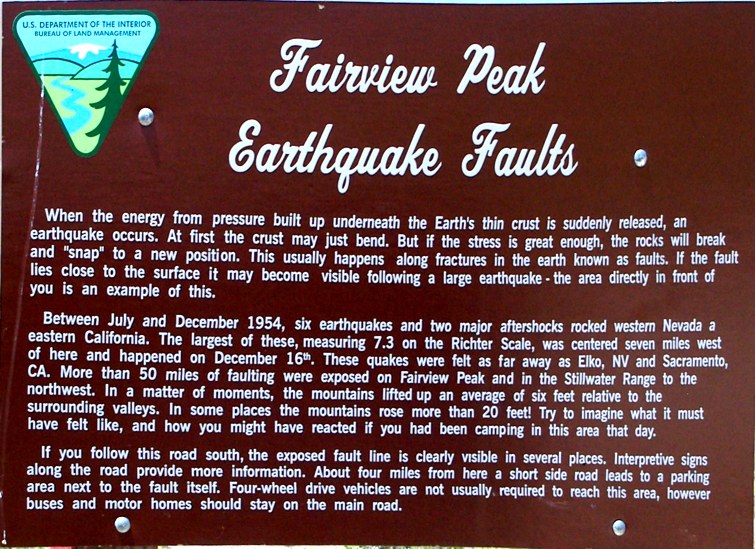 U.S. DEPARTMENT OF THE INTERIOR
BUREAU OF LAND MANAGEMENT
Fairview Peak
Earthquake Faults
When the energy from pressure built up underneath the Earth's thin crust is suddenly released, an
earthquake occurs. At first the crust may just bend. But if the stress is great enough, the rocks will break
and "snap" to a new position. This usually happens along fractures in the earth known as faults. If the fault
lies close to the surface it may become visible following a large earthquake - the area directly in front of
you is an example of this.
Between July and December 1954, six earthquakes and two major aftershocks rocked western Nevada a
eastern California. The largest of these, measuring 7.3 on the Richter Scale, was centered seven miles west
of here and happened on December 16th. These quakes were felt as far away as Elko, NV and Sacramento,
CA. More than 50 miles of faulting were exposed on Fairview Peak and in the Stillwater Range to the
northwest. In a matter of moments, the mountains lifted up an average of six feet relative to the
surrounding valleys. In some places the mountains rose more than 20 feet! Try to imagine what it must
have felt like, and how you might have reacted if you had been camping in this area that day.
If you follow this road south, the exposed fault line is clearly visible in several places. Interpretive signs
along the road provide more information. About four miles from here a short side road leads to a parking
area next to the fault itself. Four-wheel drive vehicles are not usually required to reach this area, however
buses and motor homes should stay on the main road.